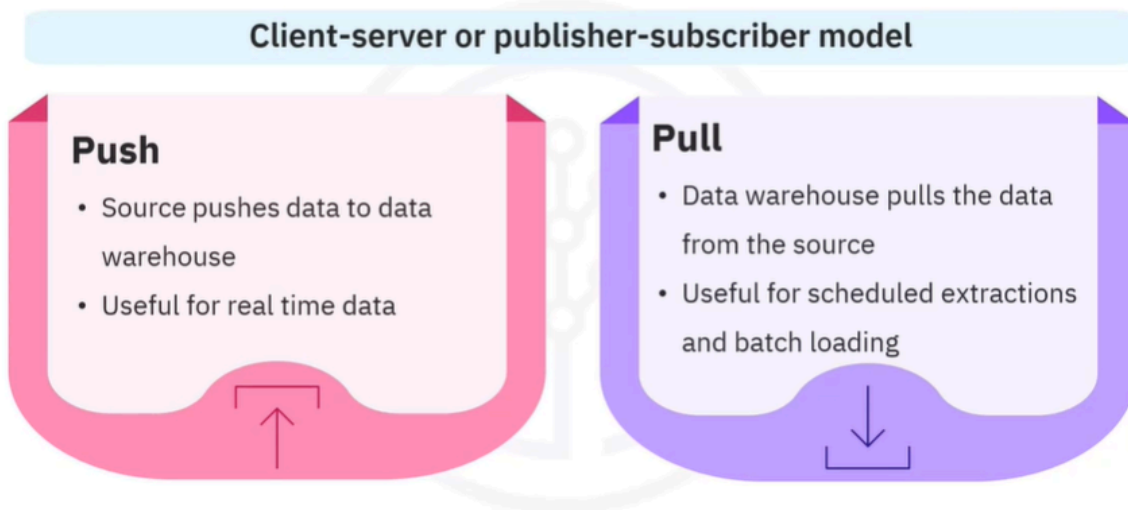 Client-server or publisher-subscriber model
Push
• Source pushes data to data
warehouse
• Useful for real time data
Pull
• Data warehouse pulls the data
from the source
• Useful for scheduled extractions
and batch loading